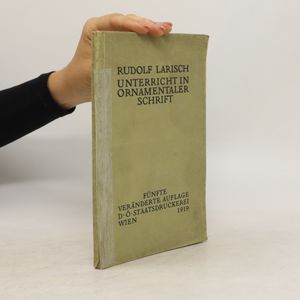 RUDOLF LARISCH
UNTERRICHT IN
ORNAMENTALER
SCHRIFT
FÜNFTE
VERÄNDERTE AUFLAGE
D-Ö-STAATSDRUCKEREI
WIEN 1919